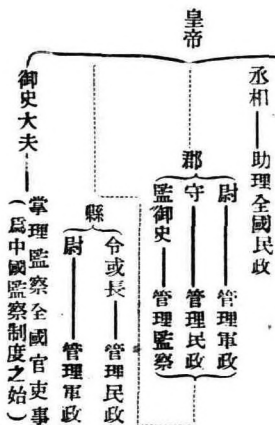 皇帝
丞相——助理全國民政
郡
尉——管理軍政
守——管理民政
監御史——管理監察
縣
令或長——管理民政
尉——管理軍政
御史大夫——掌理監察全國官吏事
(爲中國監察制度之始)